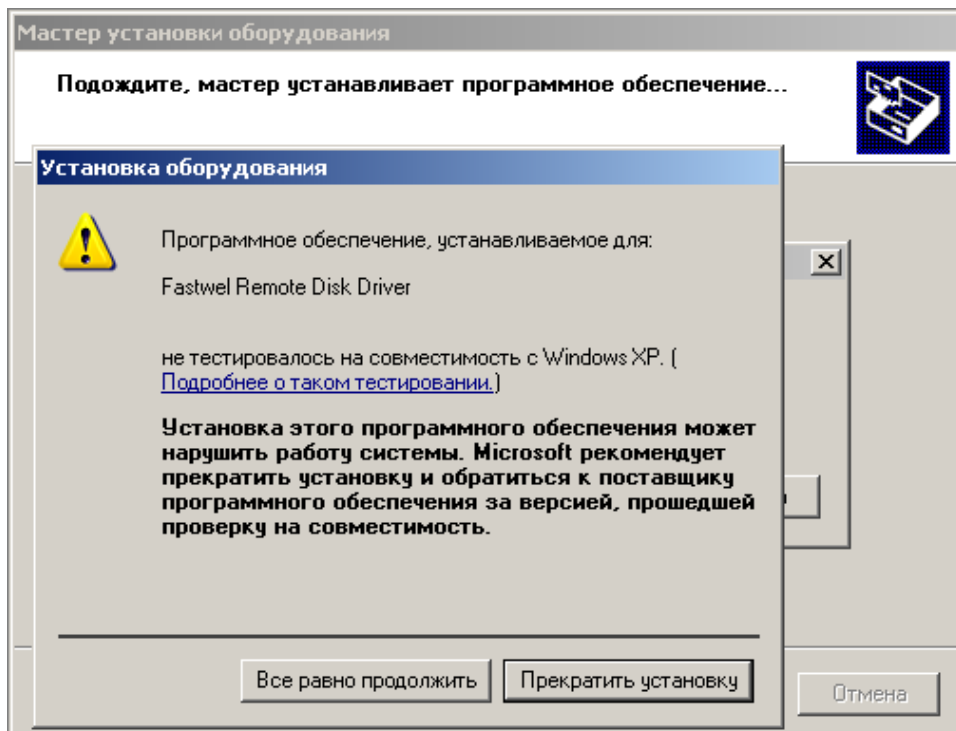 Мастер установки оборудования
Подождите, мастер устанавливает программное обеспечение...
Установка оборудования
Программное обеспечение, устанавливаемое для:
Fastwel Remote Disk Driver
не тестировалось на совместимость с Windows XP. (
Подробнее о таком тестировании.)
Установка этого программного обеспечения может
нарушить работу системы. Microsoft рекомендует
прекратить установку и обратиться к поставщику
программного обеспечения за версией, прошедшей
проверку на совместимость.
Все равно продолжить
Прекратить установку
Отмена